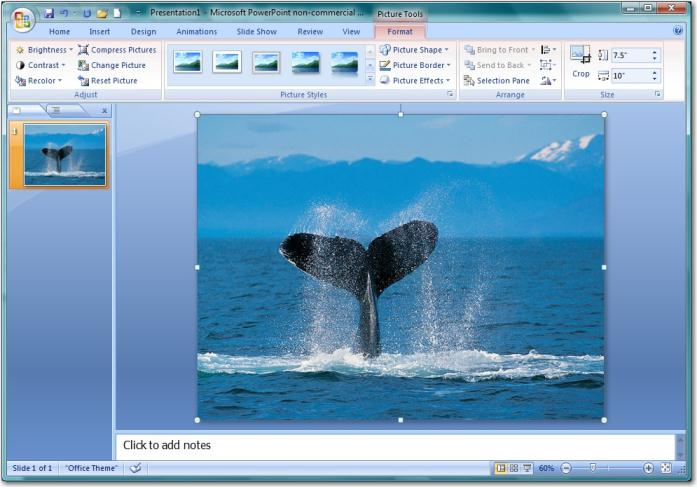 Presentation1 - Microsoft PowerPoint non-commercial ...
Picture Tools
Home Insert Design Animations Slide Show Review View Format
Brightness Compress Pictures Picture Shape Bring to Front 7.5"
Contrast Change Picture Picture Border Send to Back Crop 10"
Recolor Reset Picture Picture Effects Selection Pane
Adjust Picture Styles Arrange Size
1
Click to add notes
Slide 1 of 1 "Office Theme" 60%